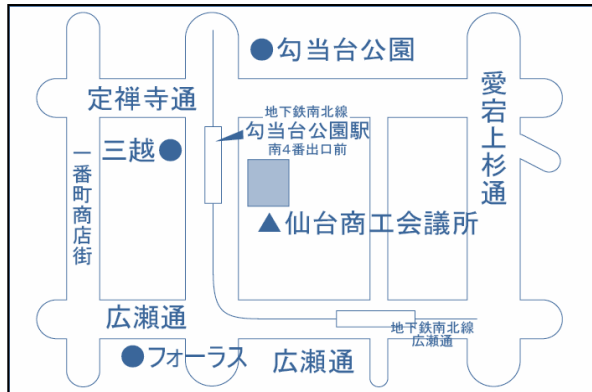 ●勾当台公園
定禅寺通
地下鉄南北線
勾当台公園駅
南4番出口前
愛宕上杉通
三越●
一番町商店街
▲仙台商工会議所
広瀬通
地下鉄南北線
広瀬通
●フォーラス
広瀬通